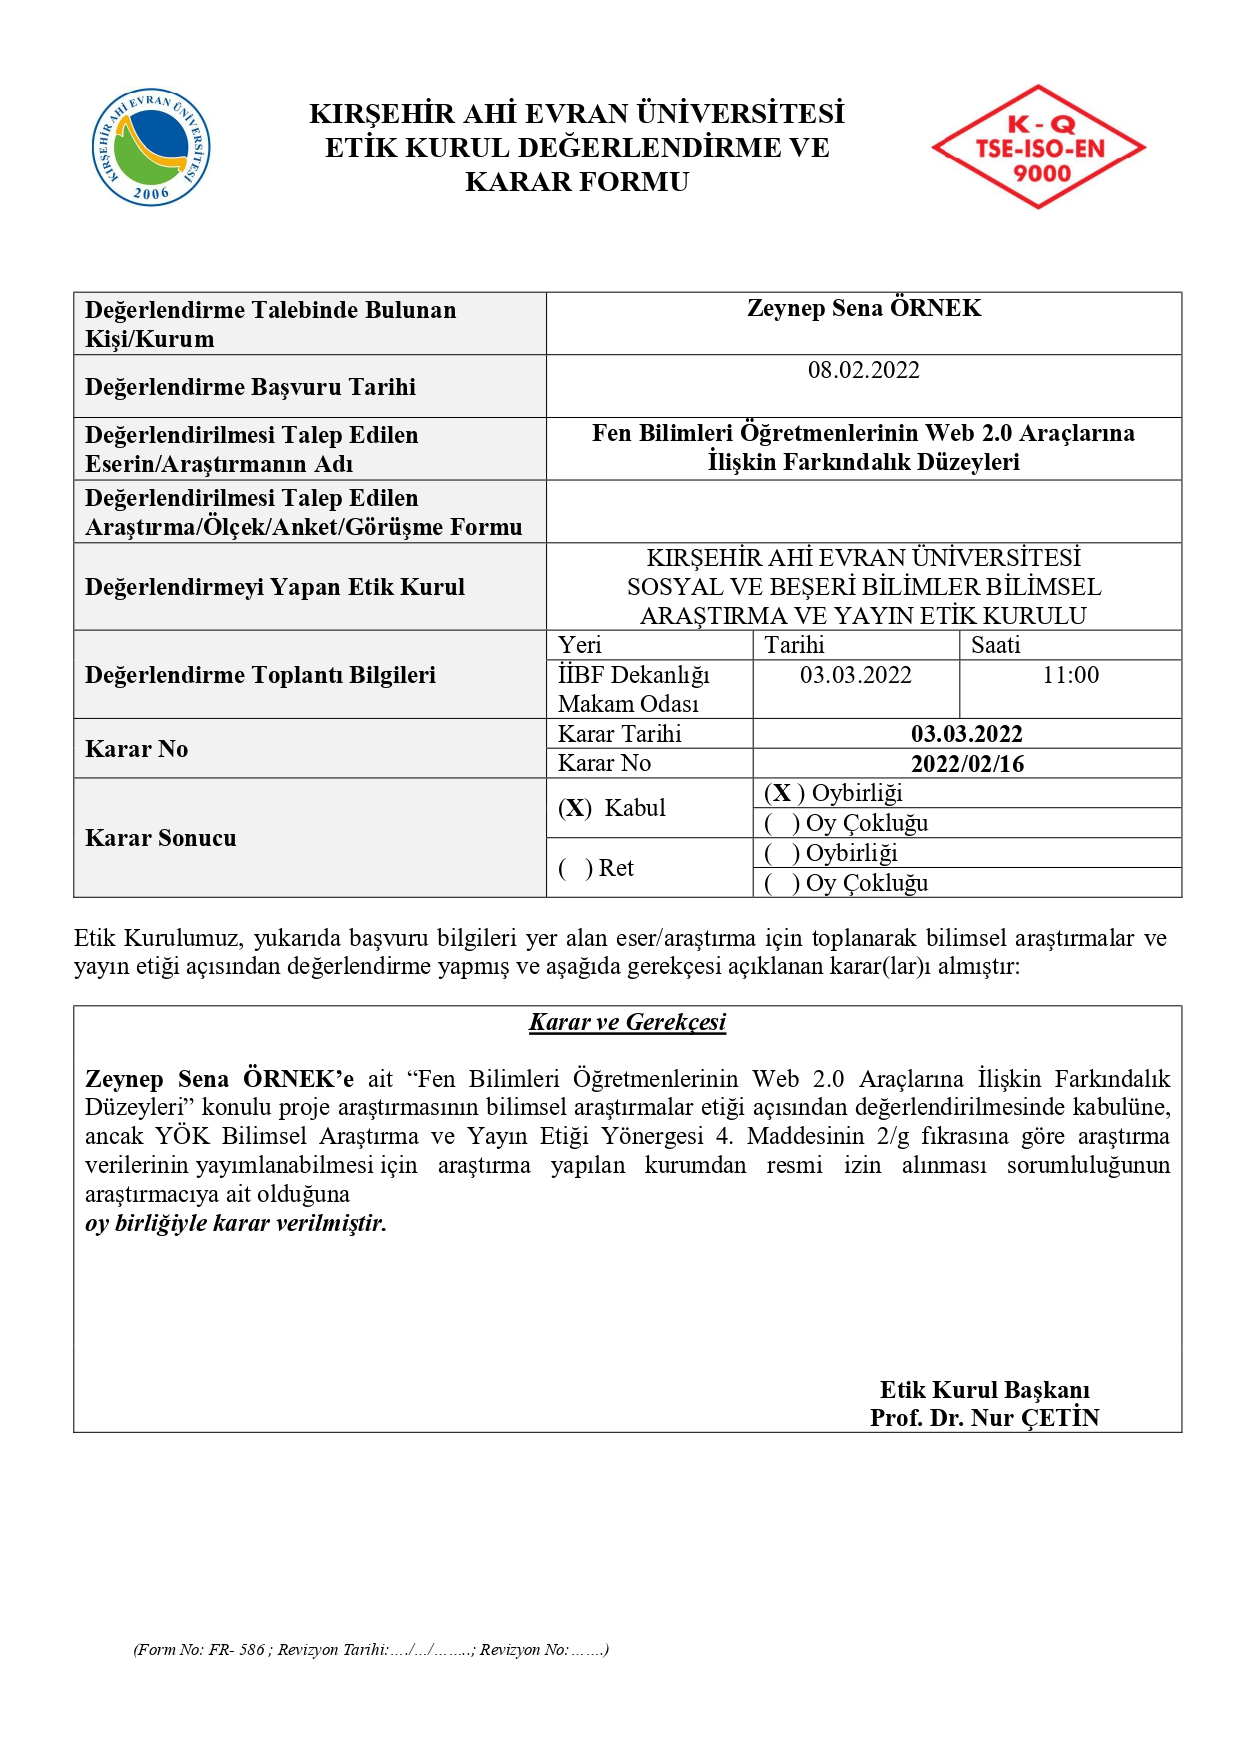 KIRŞEHİR AHİ EVRAN ÜNİVERSİTESİ
2006
KIRŞEHİR AHİ EVRAN ÜNİVERSİTESİ
ETİK KURUL DEĞERLENDİRME VE
KARAR FORMU
K - Q
TSE-ISO-EN
9000
Değerlendirme Talebinde Bulunan
Kişi/Kurum
Zeynep Sena ÖRNEK
Değerlendirme Başvuru Tarihi
08.02.2022
Değerlendirilmesi Talep Edilen
Eserin/Araştırmanın Adı
Fen Bilimleri Öğretmenlerinin Web 2.0 Araçlarına
İlişkin Farkındalık Düzeyleri
Değerlendirilmesi Talep Edilen
Araştırma/Ölçek/Anket/Görüşme Formu
Değerlendirmeyi Yapan Etik Kurul
KIRŞEHİR AHİ EVRAN ÜNİVERSİTESİ
SOSYAL VE BEŞERİ BİLİMLER BİLİMSEL
ARAŞTIRMA VE YAYIN ETİK KURULU
Değerlendirme Toplantı Bilgileri
Yeri Tarihi Saati
İİBF Dekanlığı 03.03.2022 11:00
Makam Odası
Karar No
Karar Tarihi 03.03.2022
Karar No 2022/02/16
Karar Sonucu
(X) Kabul
(X ) Oybirliği
(   ) Oy Çokluğu
(   ) Ret
(   ) Oybirliği
(   ) Oy Çokluğu
Etik Kurulumuz, yukarıda başvuru bilgileri yer alan eser/araştırma için toplanarak bilimsel araştırmalar ve
yayın etiği açısından değerlendirme yapmış ve aşağıda gerekçesi açıklanan karar(lar)ı almıştır:
Karar ve Gerekçesi
Zeynep Sena ÖRNEK’e ait “Fen Bilimleri Öğretmenlerinin Web 2.0 Araçlarına İlişkin Farkındalık
Düzeyleri” konulu proje araştırmasının bilimsel araştırmalar etiği açısından değerlendirilmesinde kabulüne,
ancak YÖK Bilimsel Araştırma ve Yayın Etiği Yönergesi 4. Maddesinin 2/g fıkrasına göre araştırma
verilerinin yayımlanabilmesi için araştırma yapılan kurumdan resmi izin alınması sorumluluğunun
araştırmacıya ait olduğuna
oy birliğiyle karar verilmiştir.
Etik Kurul Başkanı
Prof. Dr. Nur ÇETİN
(Form No: FR- 586 ; Revizyon Tarihi:…./…/……..; Revizyon No:…….)